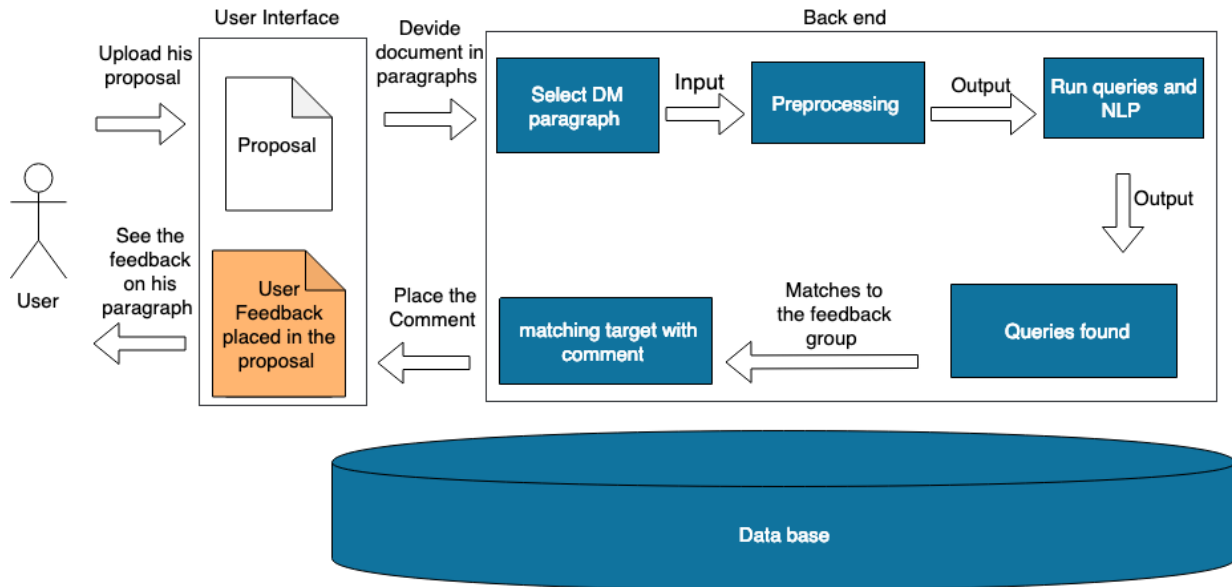 User Interface
Back end
Upload his
proposal
Devide
document in
paragraphs
Proposal
Select DM
paragraph
Input
Preprocessing
Output
Run queries and
NLP
Output
User
See the
feedback
on his
paragraph
User
Feedback
placed in the
proposal
Place the
Comment
matching target with
comment
Matches to
the feedback
group
Queries found
Data base